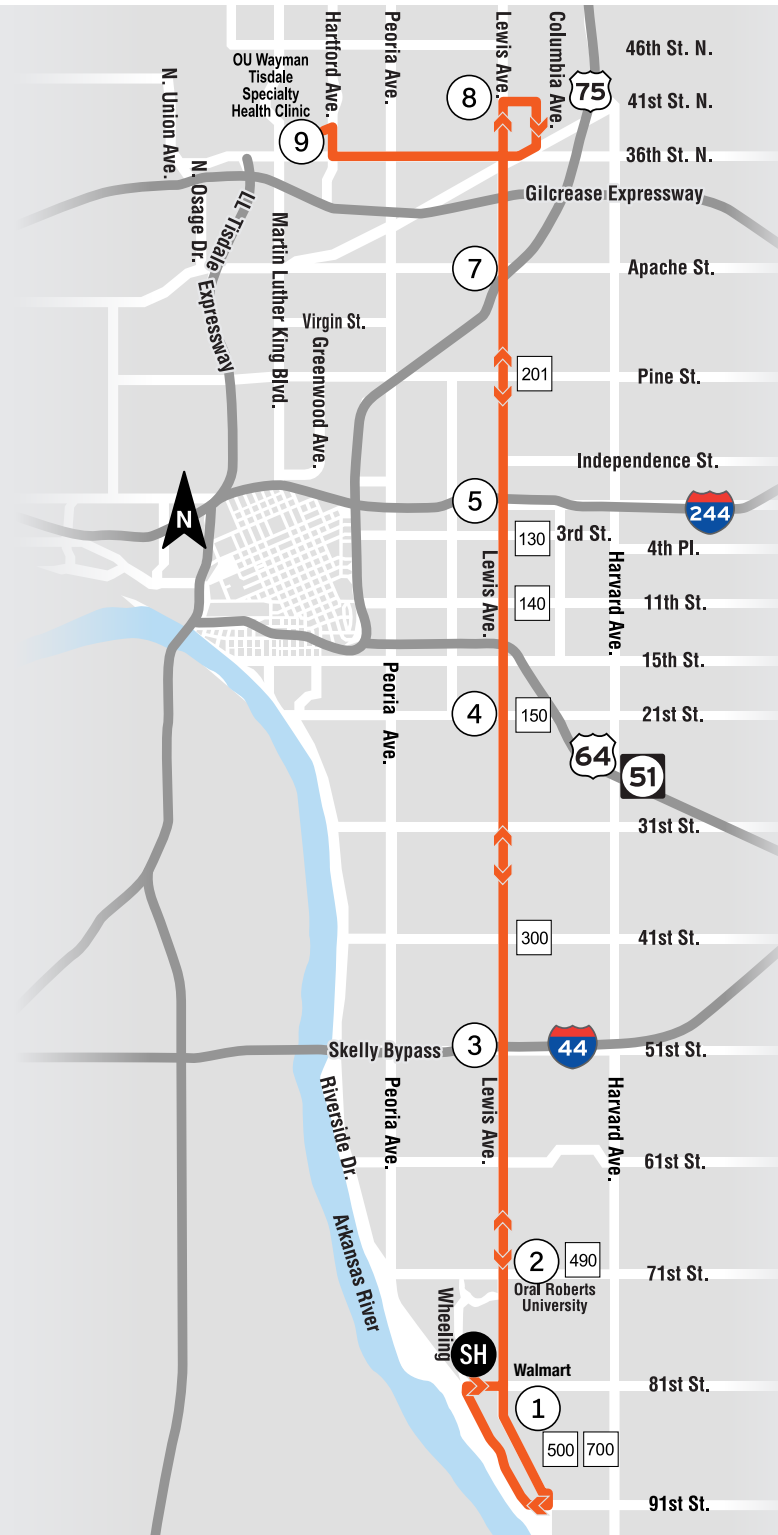 Hartford Ave.
Peoria Ave.
Lewis Ave.
Columbia Ave.
46th St. N.
OU Wayman
Tisdale
Specialty
Health Clinic
N. Union Ave.
8
75
41st St. N.
9
36th St. N.
N. Osage Dr.
LL Tisdale Expressway
Gilcrease Expressway
Martin Luther King Blvd.
7
Apache St.
Virgin St.
Greenwood Ave.
201
Pine St.
Independence St.
5
244
N
130
3rd St.
4th Pl.
Lewis Ave.
Harvard Ave.
140
11th St.
15th St.
Peoria Ave.
4
150
21st St.
64
51
31st St.
300
41st St.
Skelly Bypass
3
44
51st St.
Riverside Dr.
Peoria Ave.
Lewis Ave.
Harvard Ave.
61st St.
Arkansas River
2
490
71st St.
Oral Roberts
University
Wheeling
SH
Walmart
81st St.
1
500
700
91st St.